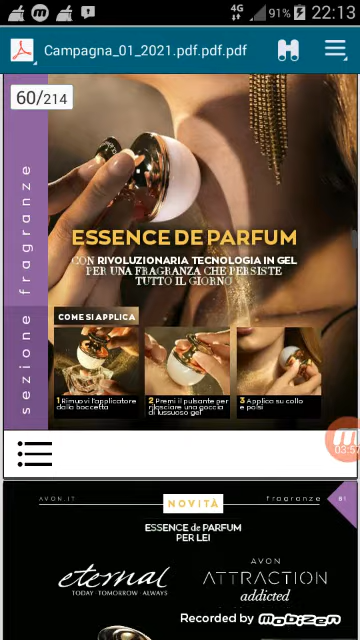 4G 91% 22:13
Campagna_01_2021.pdf.pdf.pdf
60/214
sezione fragranze
ESSENCE DE PARFUM
CON RIVOLUZIONARIA TECNOLOGIA IN GEL
PER UNA FRAGRANZA CHE PERSISTE
TUTTO IL GIORNO
COME SI APPLICA
1 Rimuovi l'applicatore
dalla boccetta
2 Premi il pulsante per
rilasciare una goccia
di lussuoso gel
3 Applica su collo
e polsi
03:57
AVON.IT
NOVITÀ
fragranze
61
ESSENCE de PARFUM
PER LEI
eternal
TODAY · TOMORROW · ALWAYS
AVON
ATTRACTION
addicted
Recorded by mobizen